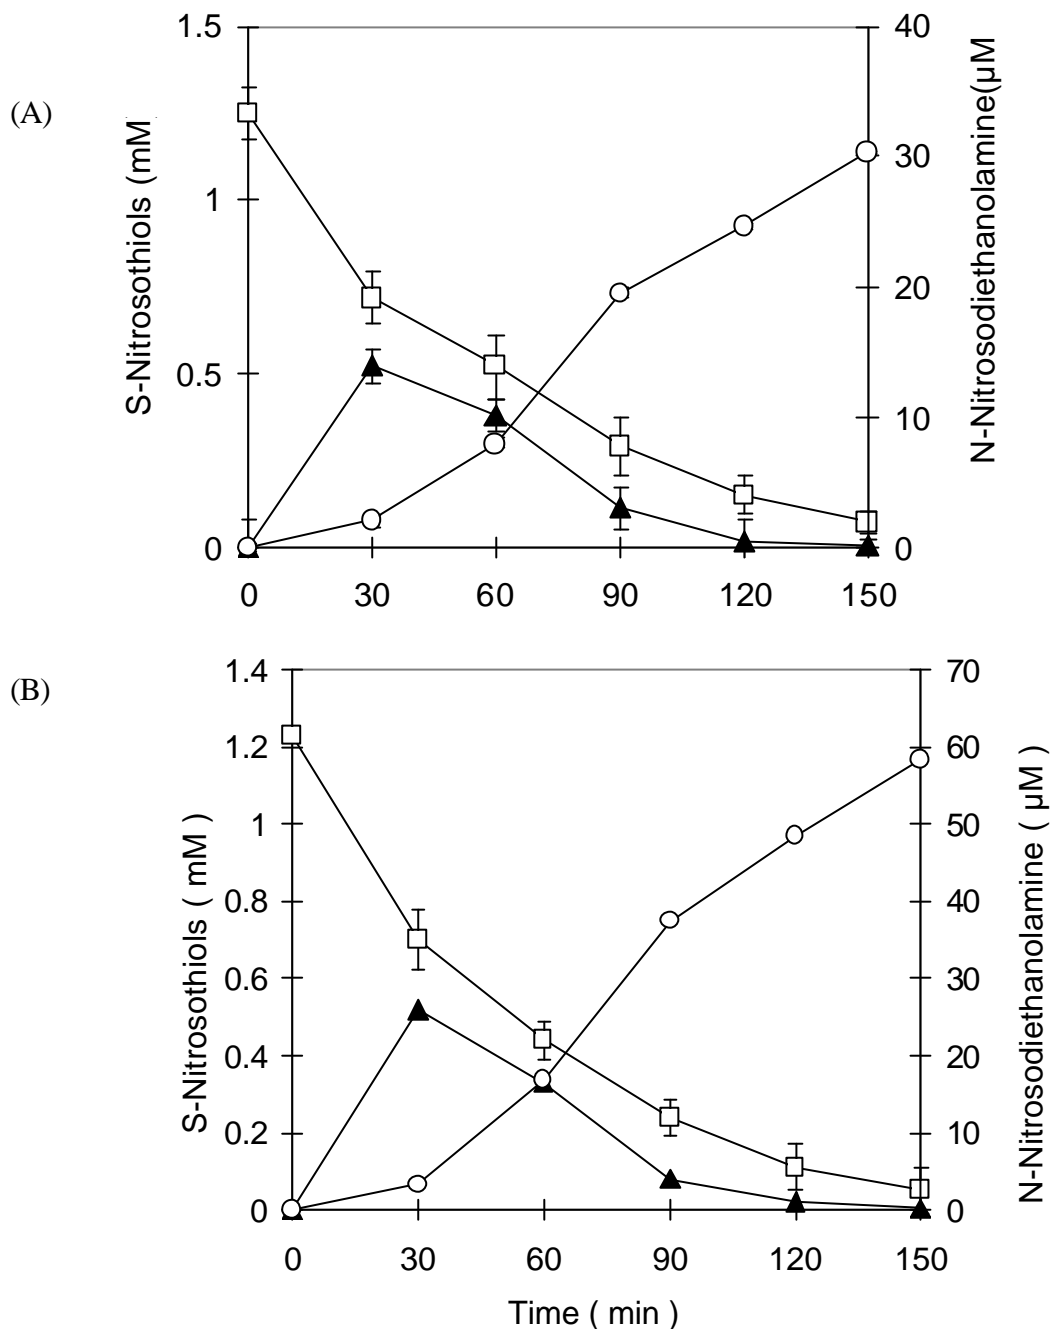 (A)
1.5
1
0.5
0
S-Nitrosothiols (mM)
40
30
20
10
0
N-Nitrosodiethanolamine(µM
0 30 60 90 120 150
(B)
1.4
1.2
1
0.8
0.6
0.4
0.2
0
S-Nitrosothiols ( mM )
70
60
50
40
30
20
10
0
N-Nitrosodiethanolamine ( µM )
0 30 60 90 120 150
Time ( min )